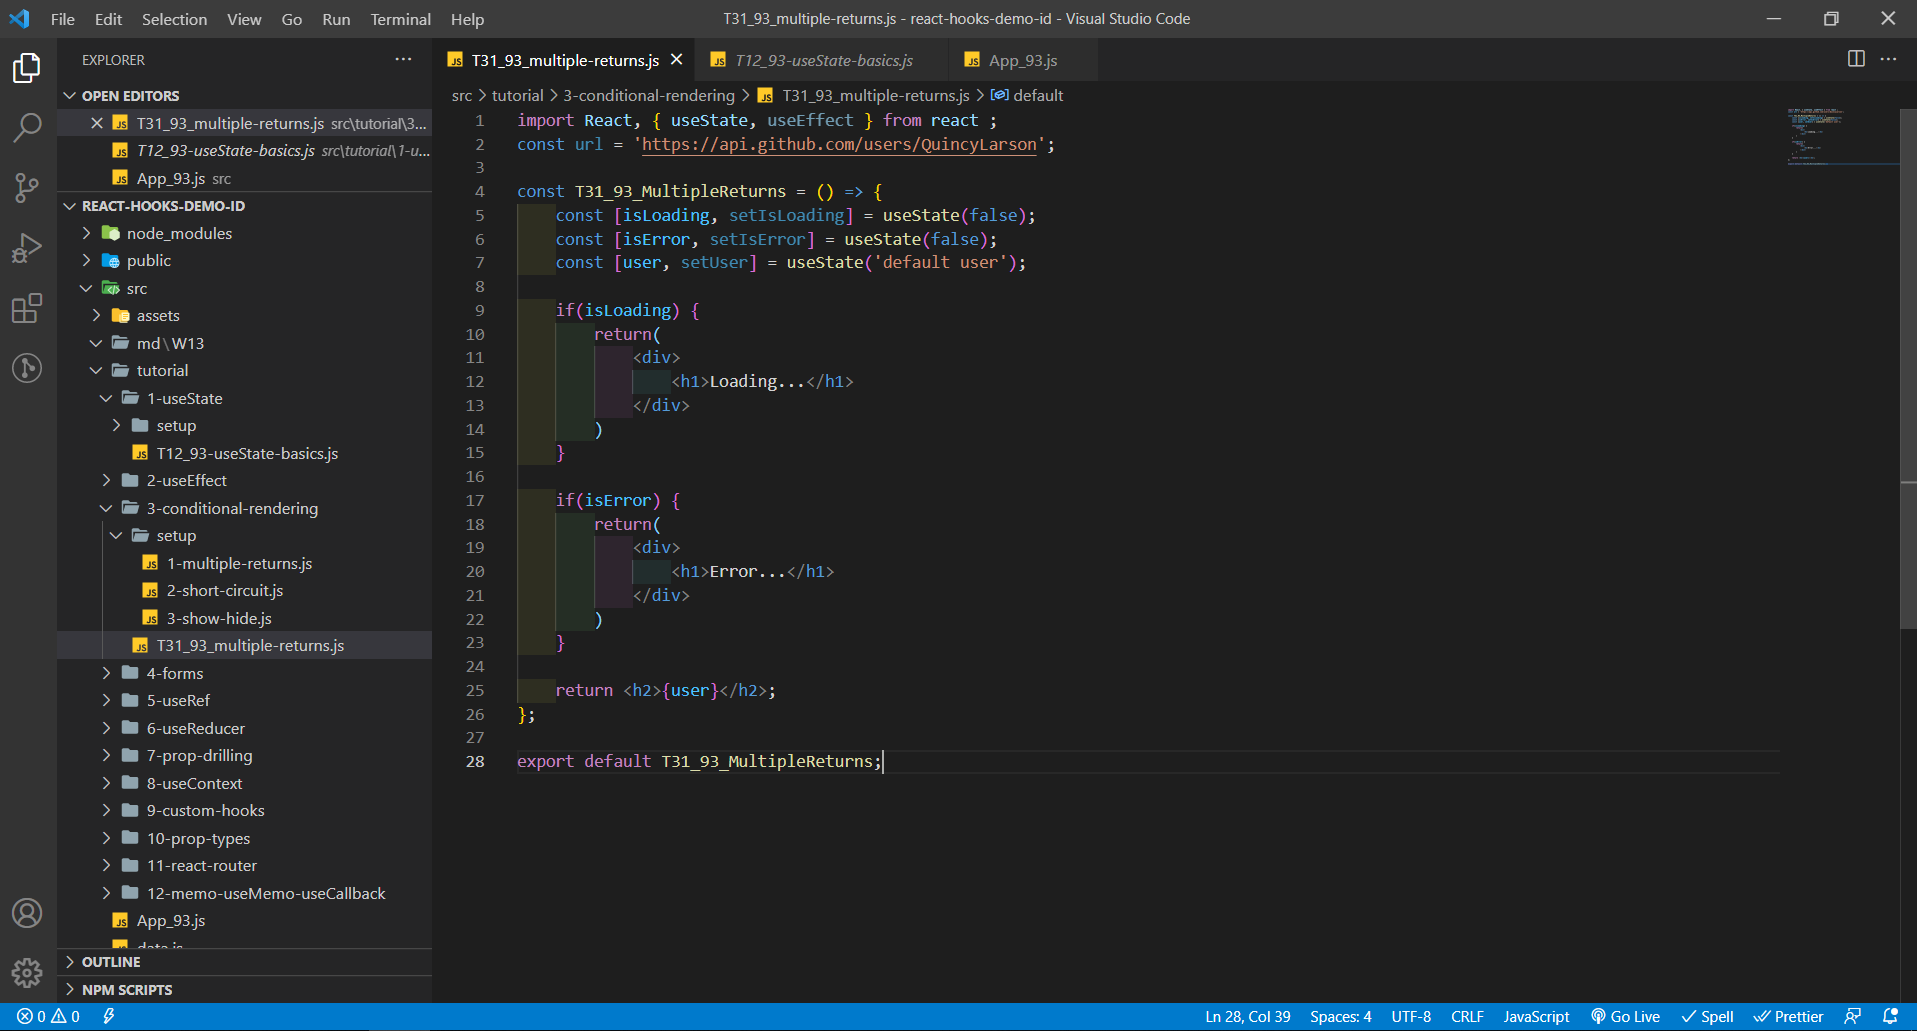 File Edit Selection View Go Run Terminal Help
T31_93_multiple-returns.js - react-hooks-demo-id - Visual Studio Code
EXPLORER
OPEN EDITORS
T31_93_multiple-returns.js src\tutorial\3...
T12_93-useState-basics.js src\tutorial\1-u...
App_93.js src
REACT-HOOKS-DEMO-ID
node_modules
public
src
assets
md\W13
tutorial
1-useState
setup
T12_93-useState-basics.js
2-useEffect
3-conditional-rendering
setup
1-multiple-returns.js
2-short-circuit.js
3-show-hide.js
T31_93_multiple-returns.js
4-forms
5-useRef
6-useReducer
7-prop-drilling
8-useContext
9-custom-hooks
10-prop-types
11-react-router
12-memo-useMemo-useCallback
App_93.js
data.js
OUTLINE
NPM SCRIPTS
T31_93_multiple-returns.js T12_93-useState-basics.js App_93.js
src > tutorial > 3-conditional-rendering > T31_93_multiple-returns.js > default
1 import React, { useState, useEffect } from react ;
2 const url = 'https://api.github.com/users/QuincyLarson';
3
4 const T31_93_MultipleReturns = () => {
5 const [isLoading, setIsLoading] = useState(false);
6 const [isError, setIsError] = useState(false);
7 const [user, setUser] = useState('default user');
8
9 if(isLoading) {
10 return(
11 <div>
12 <h1>Loading...</h1>
13 </div>
14 )
15 }
16
17 if(isError) {
18 return(
19 <div>
20 <h1>Error...</h1>
21 </div>
22 )
23 }
24
25 return <h2>{user}</h2>;
26 };
27
28 export default T31_93_MultipleReturns;
0 0 Ln 28, Col 39 Spaces: 4 UTF-8 CRLF JavaScript Go Live Spell Prettier